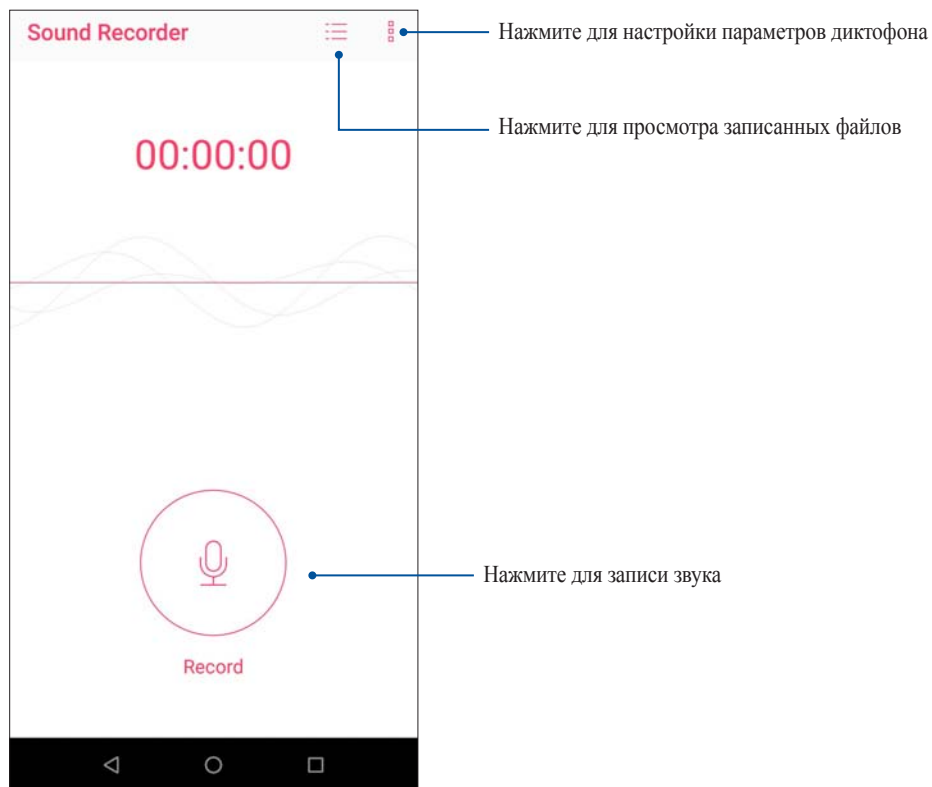 Sound Recorder
Нажмите для настройки параметров диктофона
Нажмите для просмотра записанных файлов
00:00:00
Нажмите для записи звука
Record